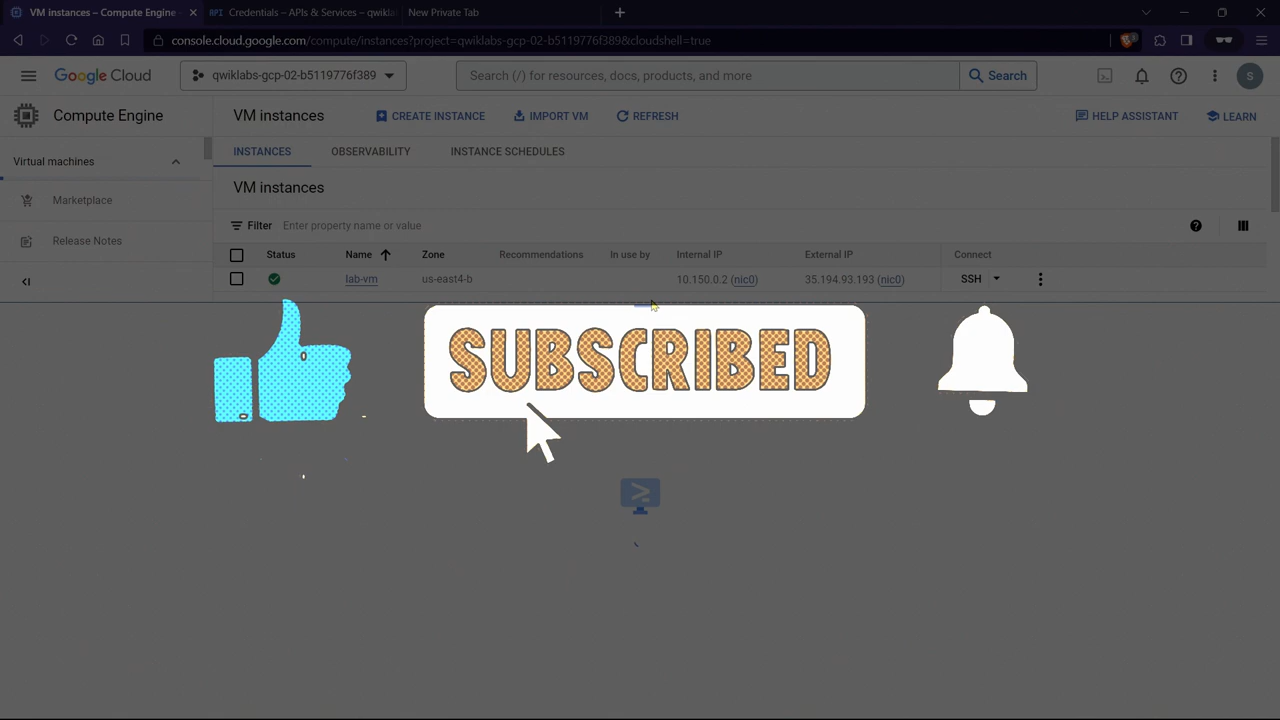 VM instances – Compute Engine
Credentials – APIs & Services – qwikla
New Private Tab
console.cloud.google.com/compute/instances?project=qwiklabs-gcp-02-b5119776f389&cloudshell=true
Google Cloud
qwiklabs-gcp-02-b5119776f389
Search (/) for resources, docs, products, and more
Search
S
Compute Engine
VM instances
CREATE INSTANCE
IMPORT VM
REFRESH
HELP ASSISTANT
LEARN
Virtual machines
INSTANCES
OBSERVABILITY
INSTANCE SCHEDULES
Marketplace
Release Notes
VM instances
Filter
Enter property name or value
Status
Name
Zone
Recommendations
In use by
Internal IP
External IP
Connect
lab-vm
us-east4-b
10.150.0.2 (nic0)
35.194.93.193 (nic0)
SSH
SUBSCRIBED